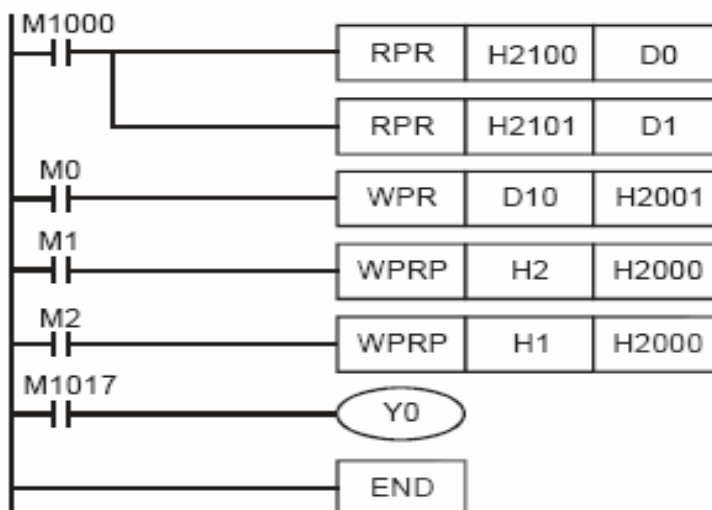 M1000
RPR H2100 D0
RPR H2101 D1
M0
WPR D10 H2001
M1
WPRP H2 H2000
M2
WPRP H1 H2000
M1017
Y0
END